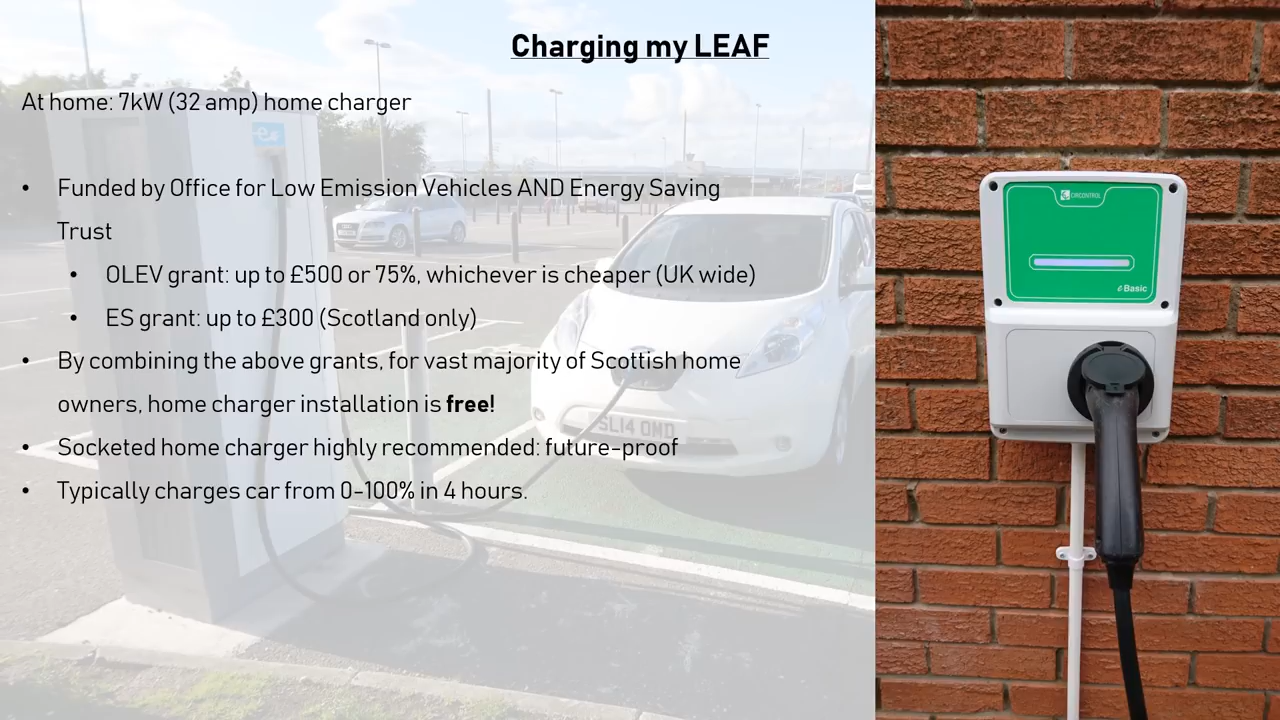 Charging my LEAF
At home: 7kW (32 amp) home charger
• Funded by Office for Low Emission Vehicles AND Energy Saving
Trust
• OLEV grant: up to £500 or 75%, whichever is cheaper (UK wide)
• ES grant: up to £300 (Scotland only)
• By combining the above grants, for vast majority of Scottish home
owners, home charger installation is free!
• Socketed home charger highly recommended: future-proof
• Typically charges car from 0-100% in 4 hours.
SL14 OMD
CIRCONTROL
eBasic